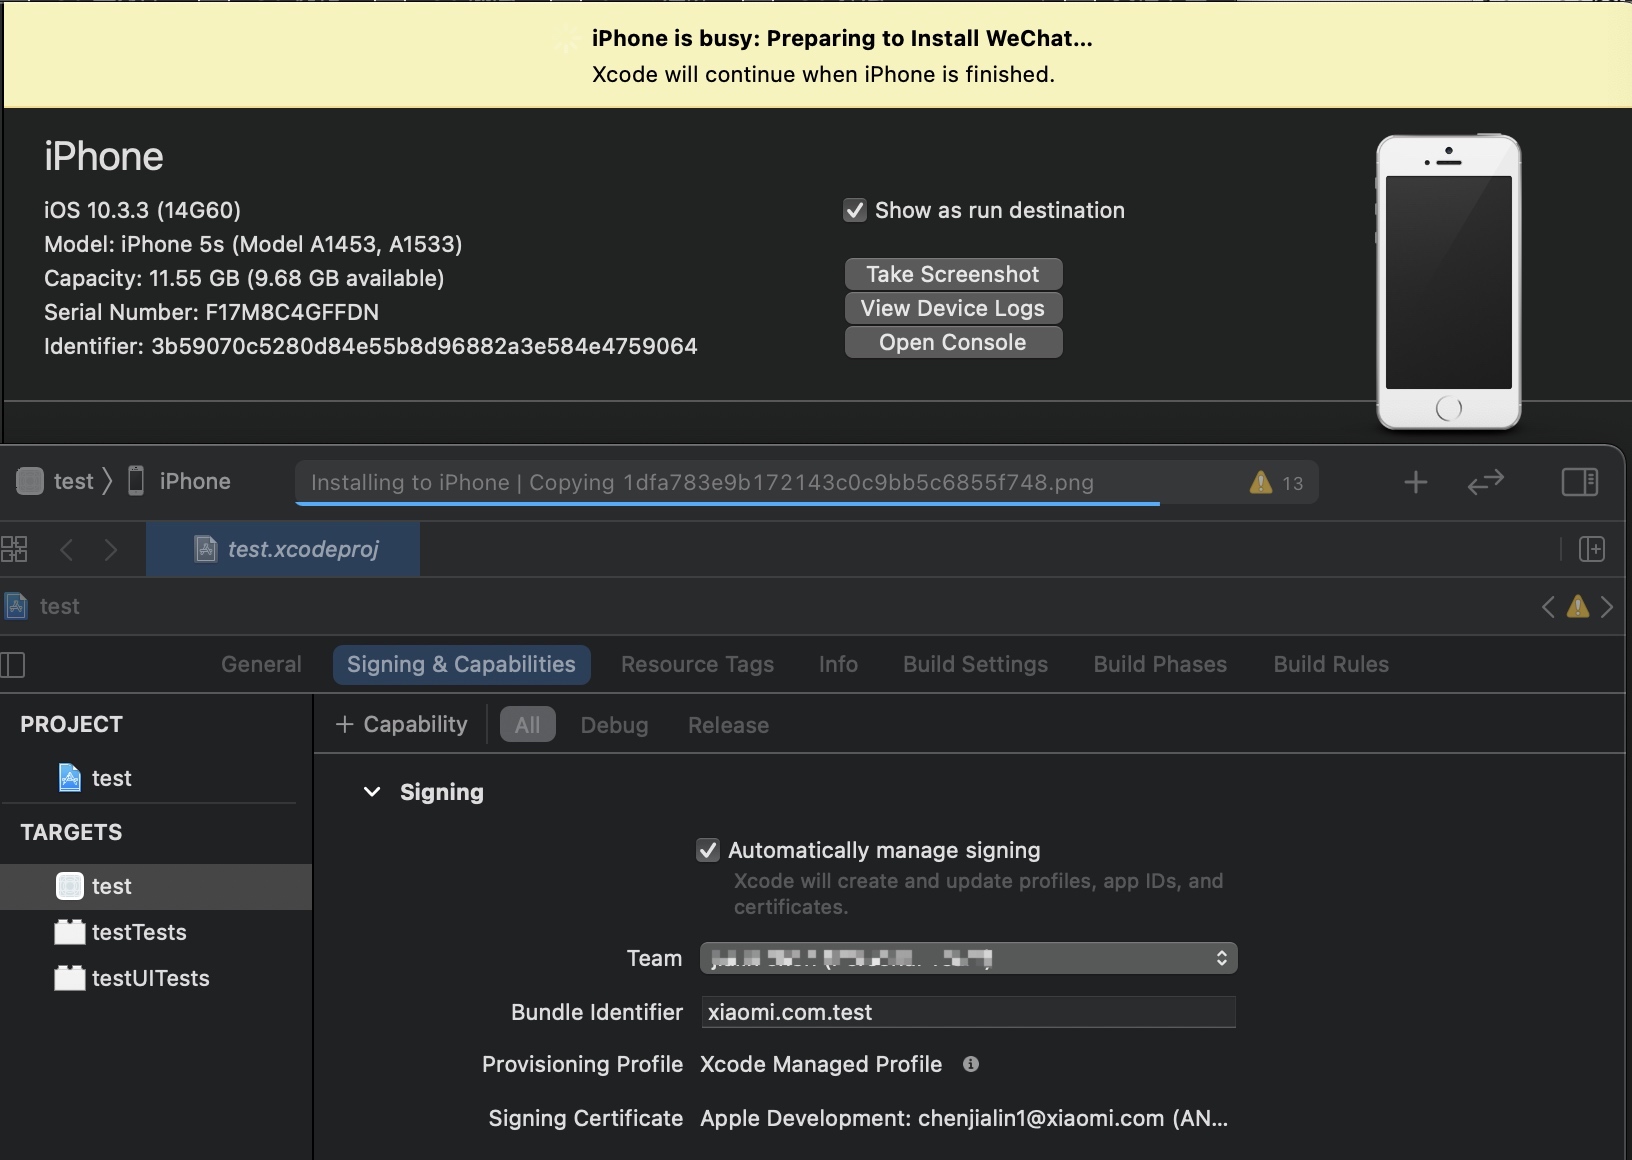 iPhone is busy: Preparing to Install WeChat...
Xcode will continue when iPhone is finished.
iPhone
iOS 10.3.3 (14G60)
Model: iPhone 5s (Model A1453, A1533)
Capacity: 11.55 GB (9.68 GB available)
Serial Number: F17M8C4GFFDN
Identifier: 3b59070c5280d84e55b8d96882a3e584e4759064
Show as run destination
Take Screenshot
View Device Logs
Open Console
test
iPhone
Installing to iPhone | Copying 1dfa783e9b172143c0c9bb5c6855f748.png
13
test.xcodeproj
test
General
Signing & Capabilities
Resource Tags
Info
Build Settings
Build Phases
Build Rules
PROJECT
test
TARGETS
test
testTests
testUITests
+ Capability
All
Debug
Release
Signing
Automatically manage signing
Xcode will create and update profiles, app IDs, and
certificates.
Team
Bundle Identifier
xiaomi.com.test
Provisioning Profile
Xcode Managed Profile
Signing Certificate
Apple Development: chenjialin1@xiaomi.com (AN...